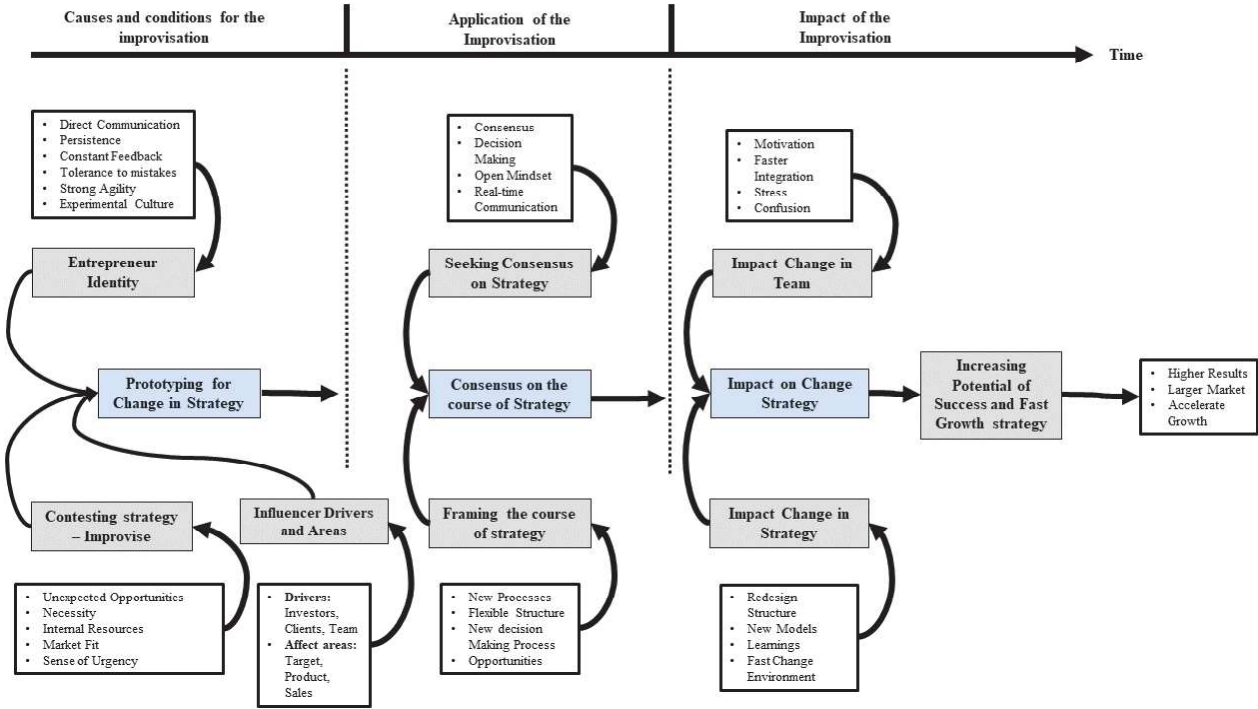 Causes and conditions for the
improvisation
Application of the
Improvisation
Impact of the
Improvisation
Time
• Direct Communication
• Persistence
• Constant Feedback
• Tolerance to mistakes
• Strong Agility
• Experimental Culture
• Consensus
• Decision
Making
• Open Mindset
• Real-time
Communication
• Motivation
• Faster
Integration
• Stress
• Confusion
Entrepreneur
Identity
Seeking Consensus
on Strategy
Impact Change in
Team
Prototyping for
Change in Strategy
Consensus on the
course of Strategy
Impact on Change
Strategy
Increasing
Potential of
Success and Fast
Growth strategy
• Higher Results
• Larger Market
• Accelerate
Growth
Contesting strategy
– Improvise
Influencer Drivers
and Areas
Framing the course
of strategy
Impact Change in
Strategy
• Unexpected Opportunities
• Necessity
• Internal Resources
• Market Fit
• Sense of Urgency
• Drivers:
Investors,
Clients, Team
• Affect areas:
Target,
Product,
Sales
• New Processes
• Flexible Structure
• New decision
Making Process
• Opportunities
• Redesign
Structure
• New Models
• Learnings
• Fast Change
Environment